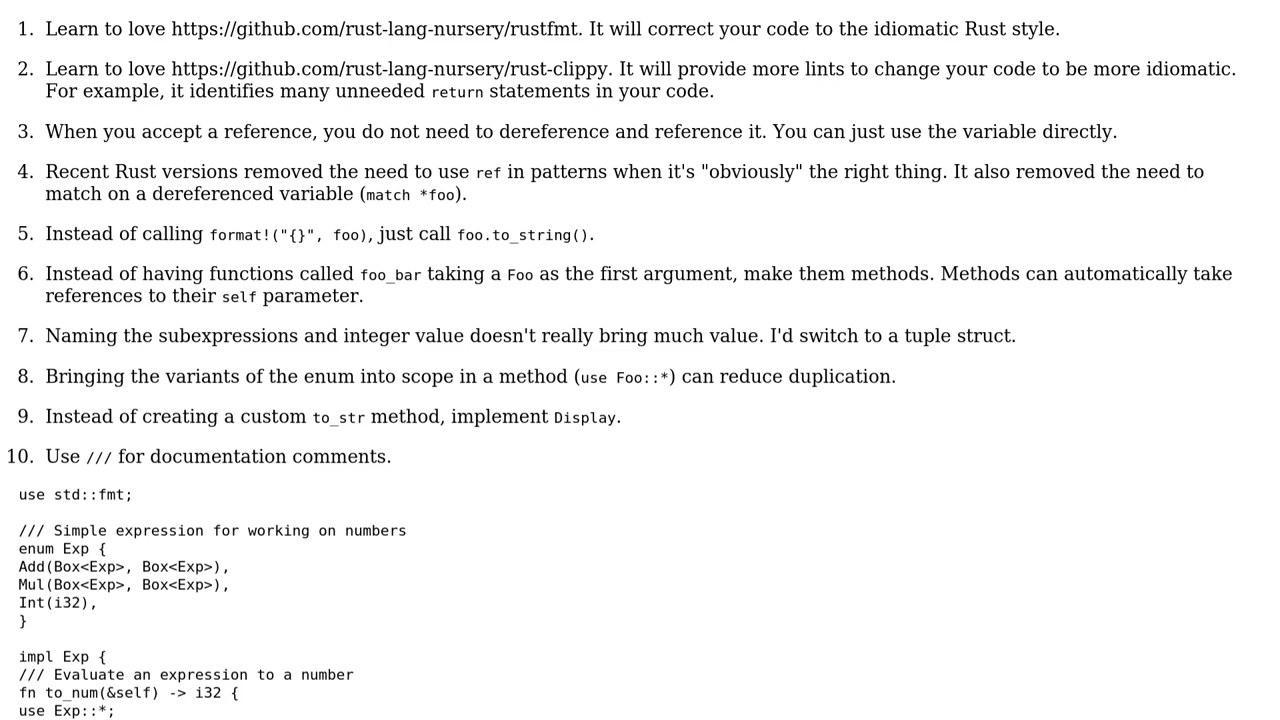 1. Learn to love https://github.com/rust-lang-nursery/rustfmt. It will correct your code to the idiomatic Rust style.
2. Learn to love https://github.com/rust-lang-nursery/rust-clippy. It will provide more lints to change your code to be more idiomatic.
For example, it identifies many unneeded return statements in your code.
3. When you accept a reference, you do not need to dereference and reference it. You can just use the variable directly.
4. Recent Rust versions removed the need to use ref in patterns when it's "obviously" the right thing. It also removed the need to
match on a dereferenced variable (match *foo).
5. Instead of calling format!("{}", foo), just call foo.to_string().
6. Instead of having functions called foo_bar taking a Foo as the first argument, make them methods. Methods can automatically take
references to their self parameter.
7. Naming the subexpressions and integer value doesn't really bring much value. I'd switch to a tuple struct.
8. Bringing the variants of the enum into scope in a method (use Foo::*) can reduce duplication.
9. Instead of creating a custom to_str method, implement Display.
10. Use /// for documentation comments.
use std::fmt;
/// Simple expression for working on numbers
enum Exp {
Add(Box<Exp>, Box<Exp>),
Mul(Box<Exp>, Box<Exp>),
Int(i32),
}
impl Exp {
/// Evaluate an expression to a number
fn to_num(&self) -> i32 {
use Exp::*;